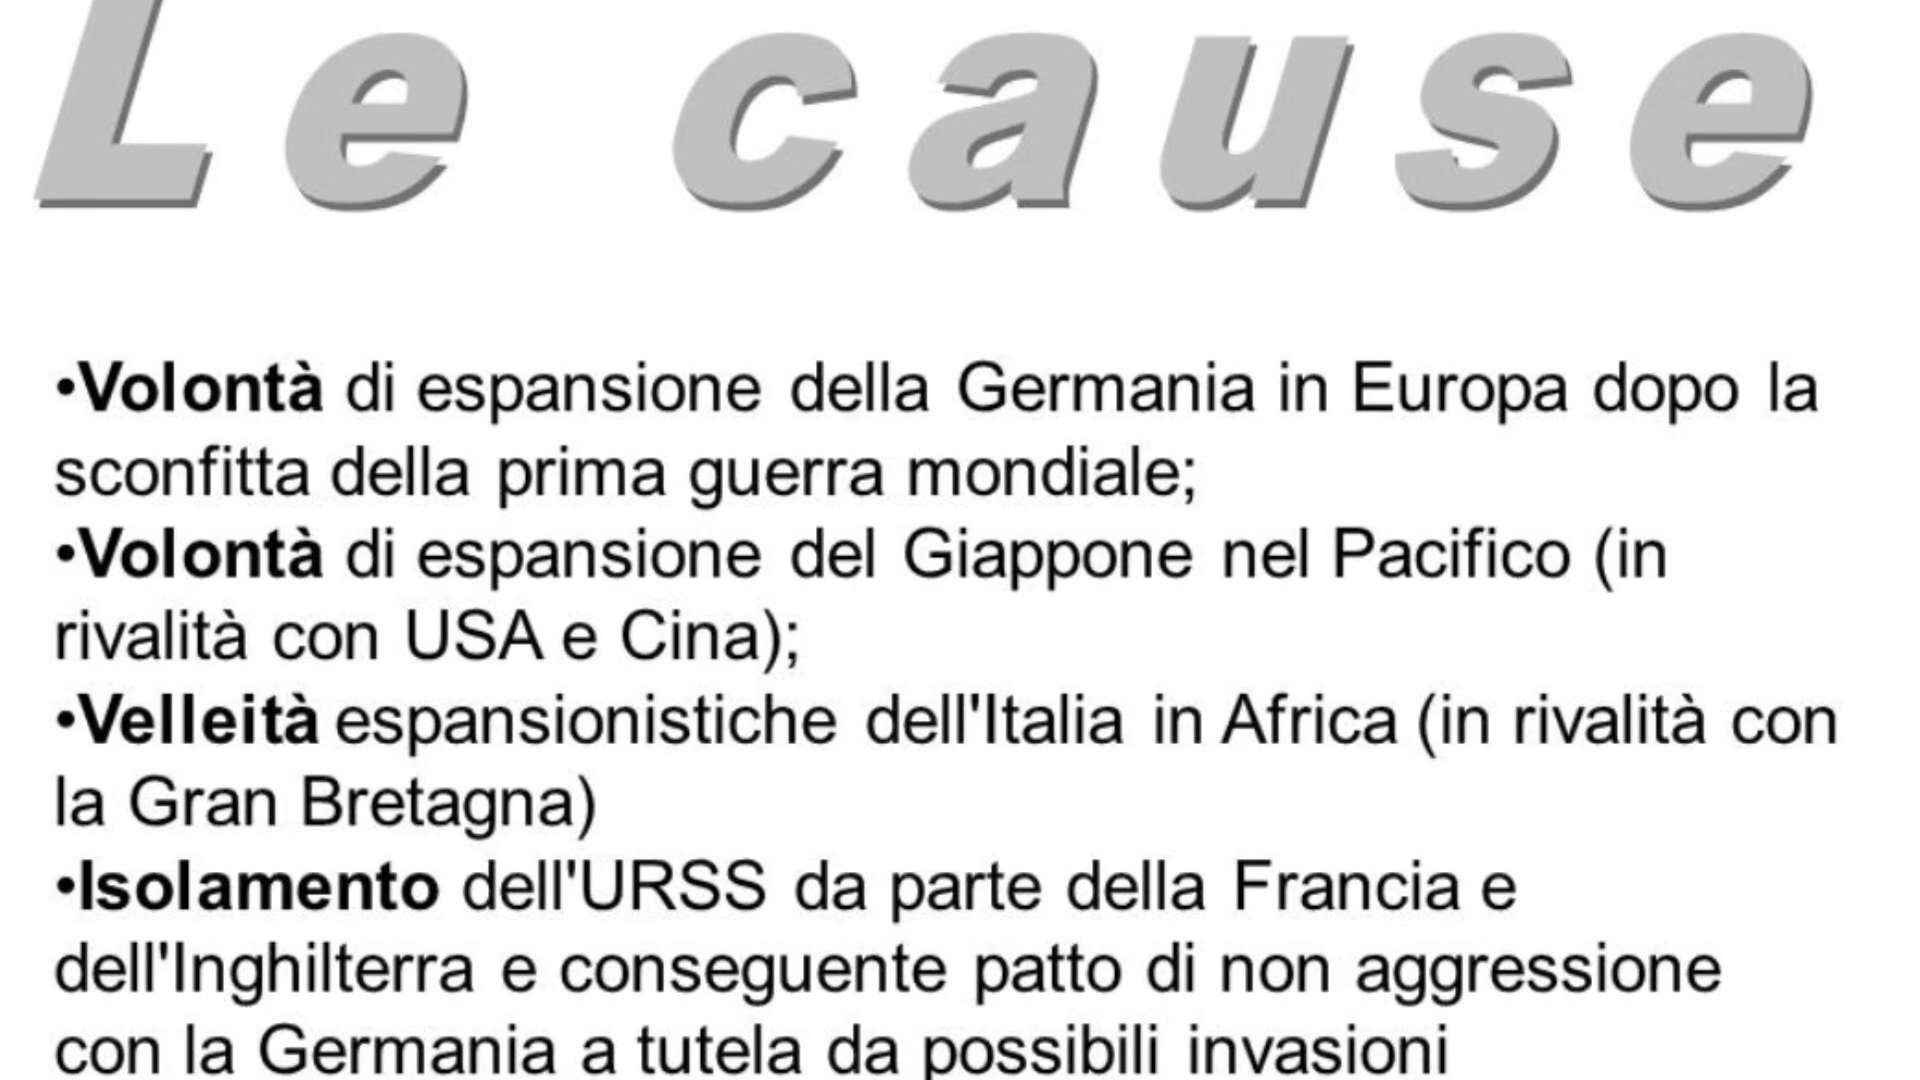 Le cause
•Volontà di espansione della Germania in Europa dopo la
sconfitta della prima guerra mondiale;
•Volontà di espansione del Giappone nel Pacifico (in
rivalità con USA e Cina);
•Velleità espansionistiche dell'Italia in Africa (in rivalità con
la Gran Bretagna)
•Isolamento dell'URSS da parte della Francia e
dell'Inghilterra e conseguente patto di non aggressione
con la Germania a tutela da possibili invasioni